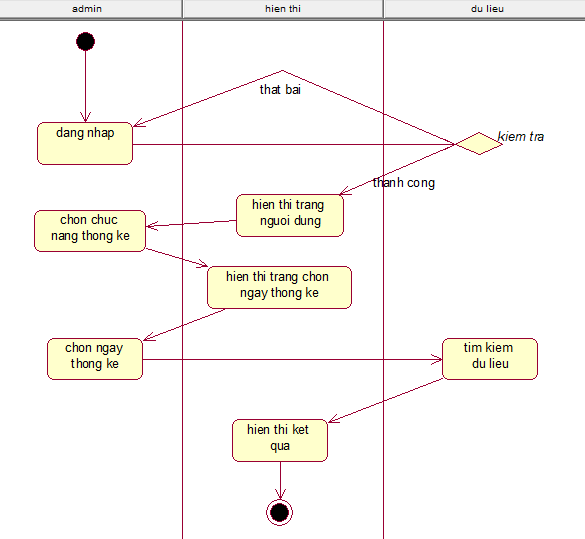 admin
hien thi
du lieu
that bai
dang nhap
kiem tra
thanh cong
hien thi trang
nguoi dung
chon chuc
nang thong ke
hien thi trang chon
ngay thong ke
chon ngay
thong ke
tim kiem
du lieu
hien thi ket
qua